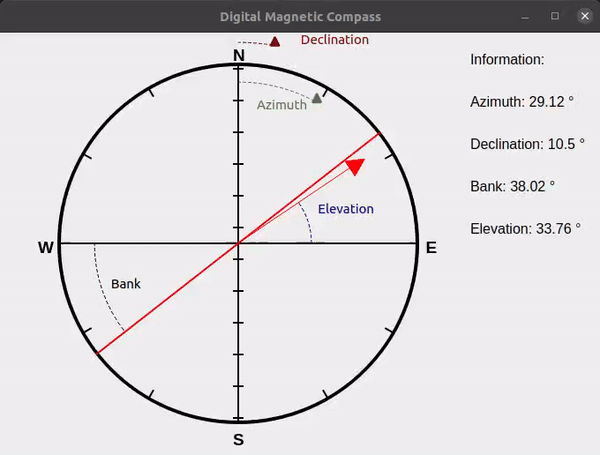 Digital Magnetic Compass
Declination
N
Azimuth
Elevation
W
E
Bank
S
Information:
Azimuth: 29.12 °
Declination: 10.5 °
Bank: 38.02 °
Elevation: 33.76 °